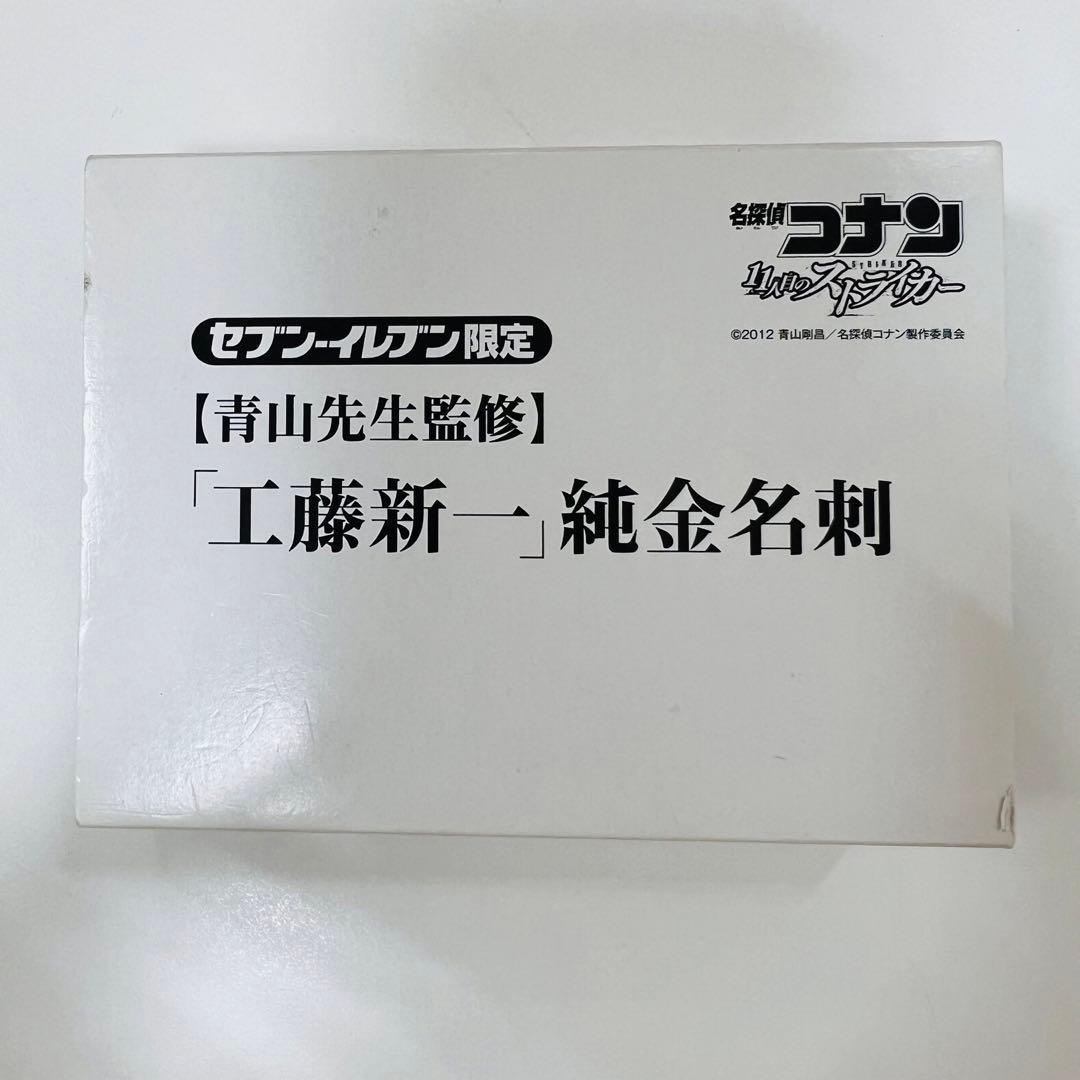 名探偵コナン
STRIKER
11人目のストライカー
©2012 青山剛昌／名探偵コナン製作委員会
セブン-イレブン限定
【青山先生監修】
「工藤新一」純金名刺